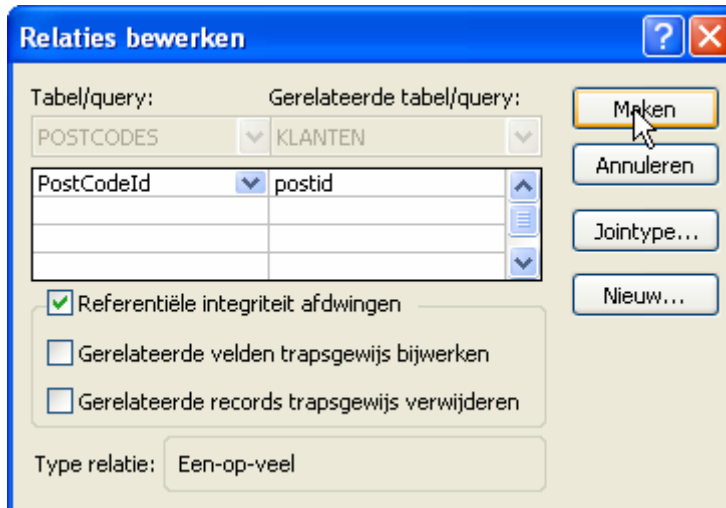 Relaties bewerken
Tabel/query: Gerelateerde tabel/query:
POSTCODES KLANTEN
PostCodeId postid
Referentiële integriteit afdwingen
Gerelateerde velden trapsgewijs bijwerken
Gerelateerde records trapsgewijs verwijderen
Type relatie: Een-op-veel
Maken
Annuleren
Jointype...
Nieuw...